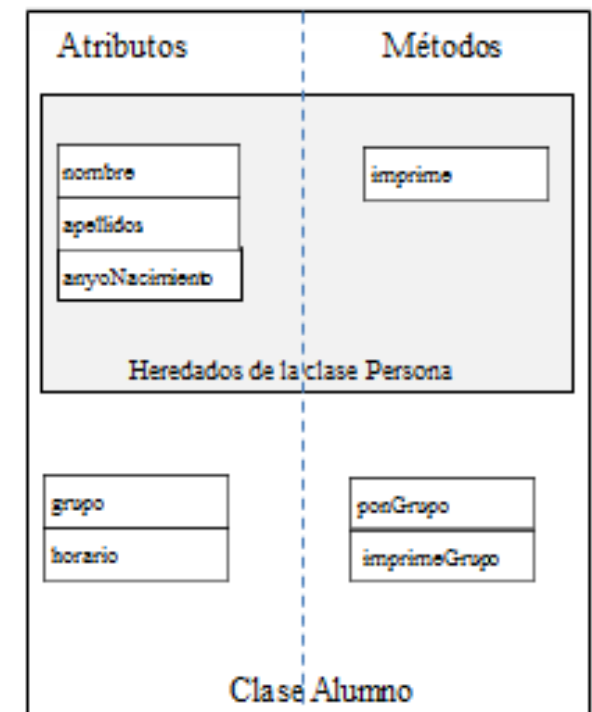 Atributos Métodos
nombre imprime
apellidos
anyoNacimiento
Heredados de la clase Persona
grupo ponGrupo
horario imprimeGrupo
Clase Alumno